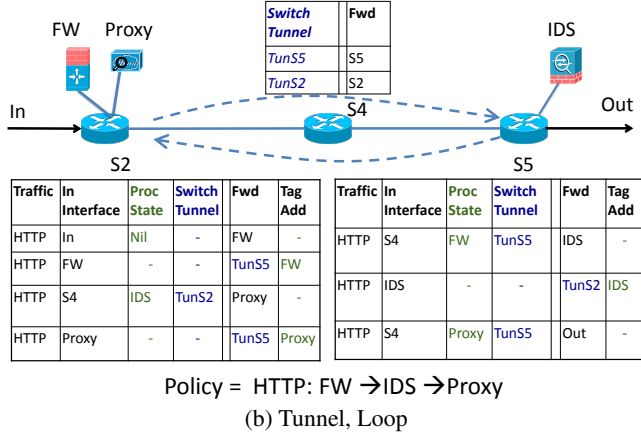 Switch Tunnel | Fwd
TunS5 | S5
TunS2 | S2
FW Proxy IDS
In S4 Out
S2 S5
Traffic | In Interface | Proc State | Switch Tunnel | Fwd | Tag Add
HTTP | In | Nil | - | FW | -
HTTP | FW | - | - | TunS5 | FW
HTTP | S4 | IDS | TunS2 | Proxy | -
HTTP | Proxy | - | - | TunS5 | Proxy
Traffic | In Interface | Proc State | Switch Tunnel | Fwd | Tag Add
HTTP | S4 | FW | TunS5 | IDS | -
HTTP | IDS | - | - | TunS2 | IDS
HTTP | S4 | Proxy | TunS5 | Out | -
Policy = HTTP: FW →IDS →Proxy
(b) Tunnel, Loop